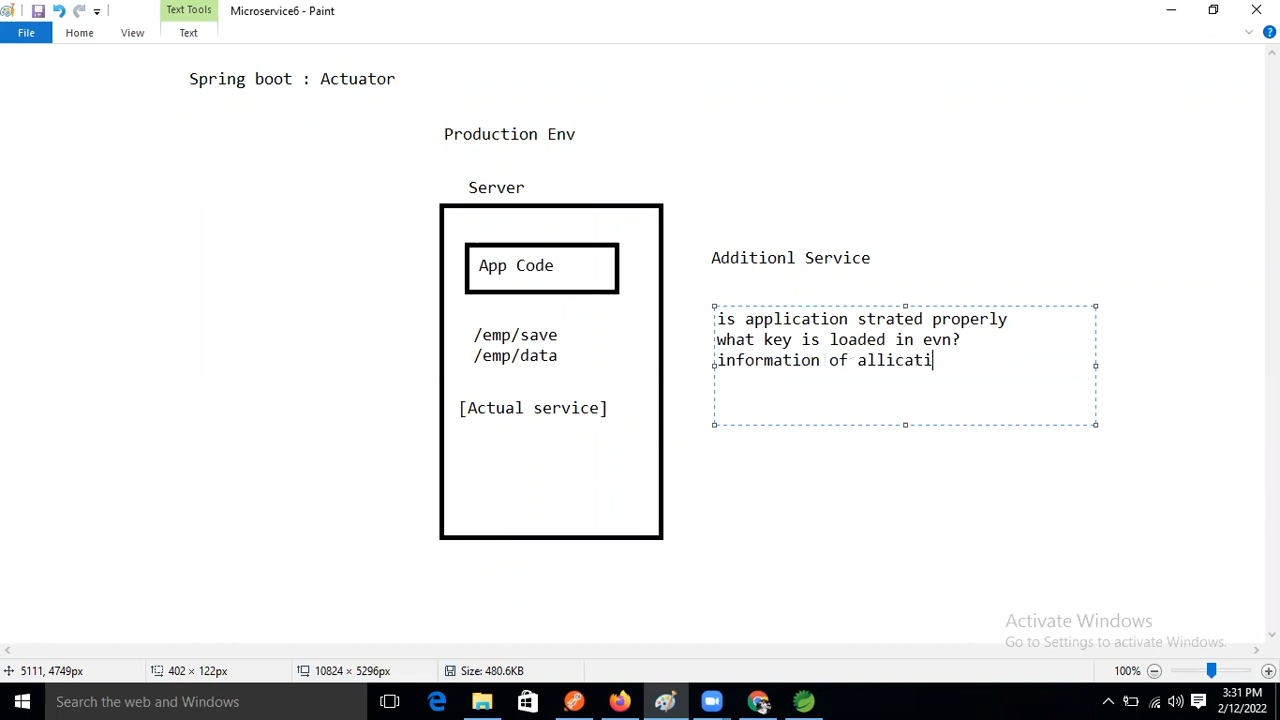 Text Tools
Microservice6 - Paint
File
Home
View
Text
Spring boot : Actuator
Production Env
Server
App Code
Additionl Service
is application strated properly
what key is loaded in evn?
information of allicati
/emp/save
/emp/data
[Actual service]
Activate Windows
Go to Settings to activate Windows.
5111, 4749px
402 × 122px
10824 × 5296px
Size: 480.6KB
100%
Search the web and Windows
3:31 PM
2/12/2022